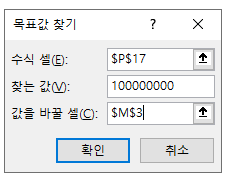 목표값 찾기 ? ×
수식 셀(E): $P$17
찾는 값(V): 100000000
값을 바꿀 셀(C): $M$3
확인 취소